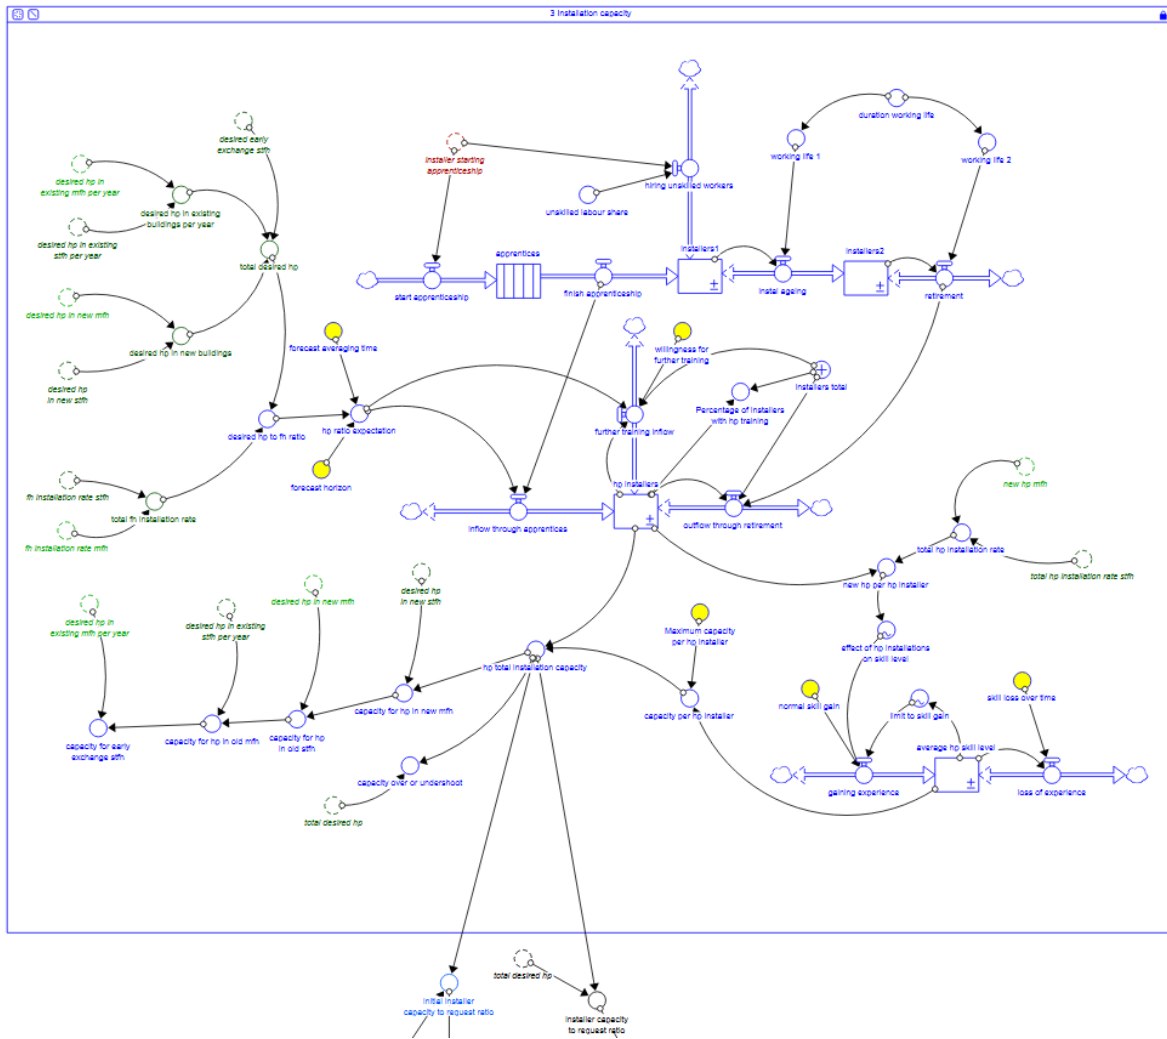 3 Installation capacity
desired early
exchange stfh
desired hp in
existing mfh per year
desired hp in existing
buildings per year
desired hp in existing
stfh per year
total desired hp
desired hp in new mfh
desired hp in new buildings
desired hp
in new stfh
installer starting
apprenticeship
hiring unskilled workers
unskilled labour share
duration working life
working life 1
working life 2
apprentices
installers1
installers2
start apprenticeship
finish apprenticeship
instal ageing
retirement
forecast averaging time
willingness for
further training
installers total
Percentage of installers
with hp training
desired hp to fh ratio
hp ratio expectation
further training inflow
forecast horizon
fh installation rate stfh
total fh installation rate
fh installation rate mfh
hp installers
inflow through apprentices
outflow through retirement
new hp mfh
total hp installation rate
total hp installation rate stfh
new hp per hp installer
desired hp in
existing mfh per year
desired hp in existing
stfh per year
desired hp in new mfh
desired hp
in new stfh
Maximum capacity
per hp installer
effect of hp installations
on skill level
hp total installation capacity
normal skill gain
limit to skill gain
skill loss over time
capacity for early
exchange stfh
capacity for hp in old mfh
capacity for hp
in old stfh
capacity for hp in new mfh
capacity per hp installer
average hp skill level
capacity over or undershoot
gaining experience
loss of experience
total desired hp
total desired hp
initial installer
capacity to request ratio
installer capacity
to request ratio